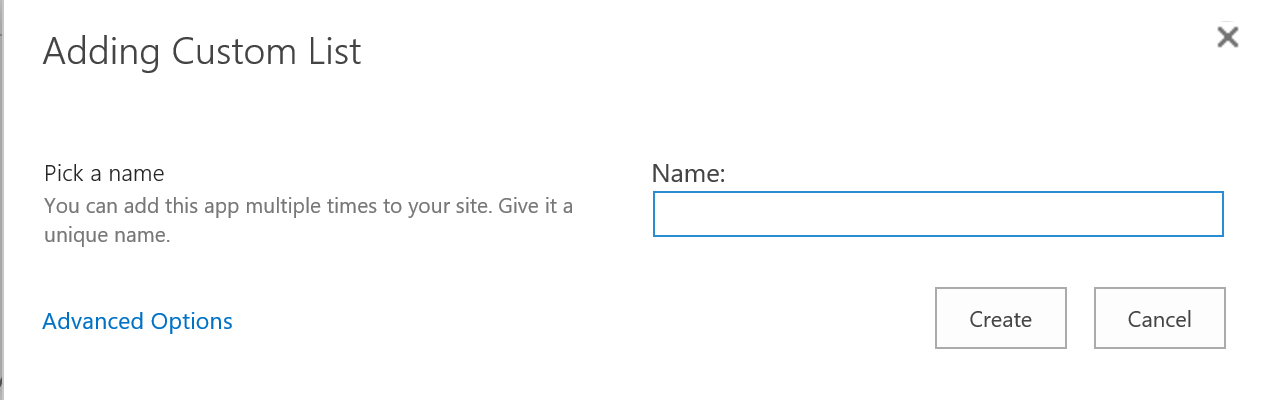 Adding Custom List
Pick a name
You can add this app multiple times to your site. Give it a
unique name.
Name:
Advanced Options
Create
Cancel